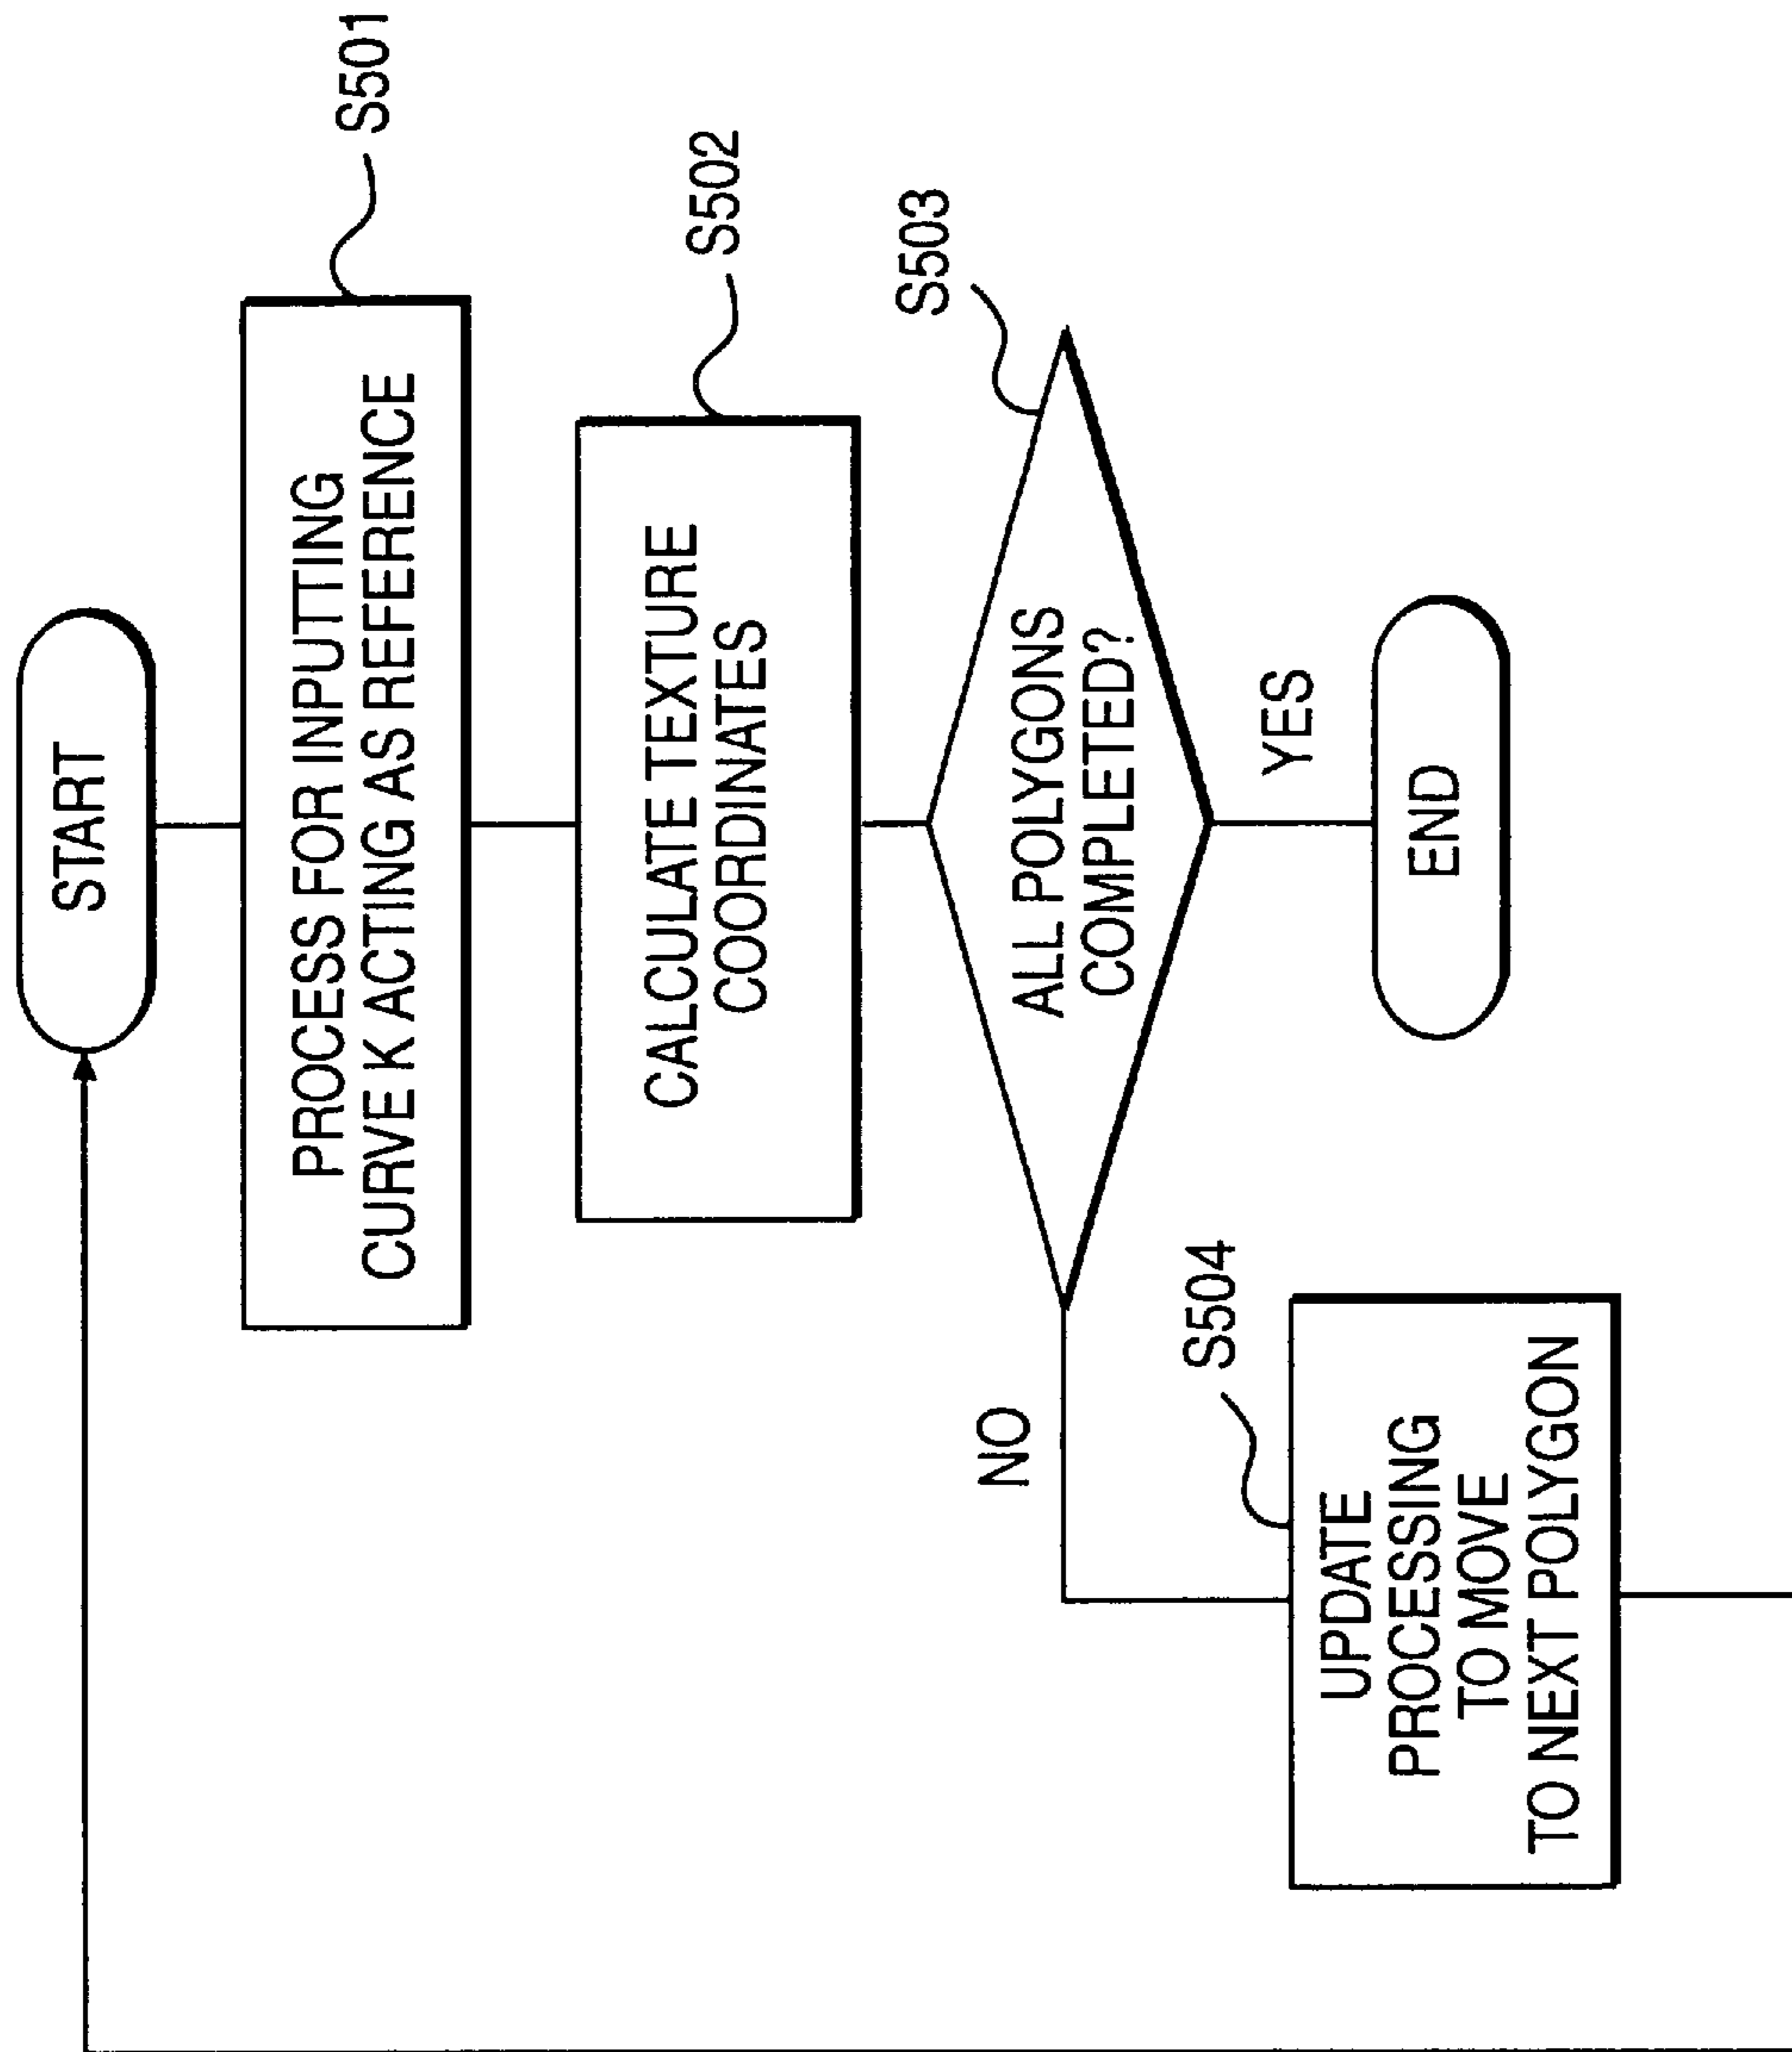 START
PROCESS FOR INPUTTING
CURVE K ACTING AS REFERENCE
S501
CALCULATE TEXTURE
COORDINATES
S502
ALL POLYGONS
COMPLETED?
S503
NO
YES
S504
UPDATE
PROCESSING
TO MOVE
TO NEXT POLYGON
END